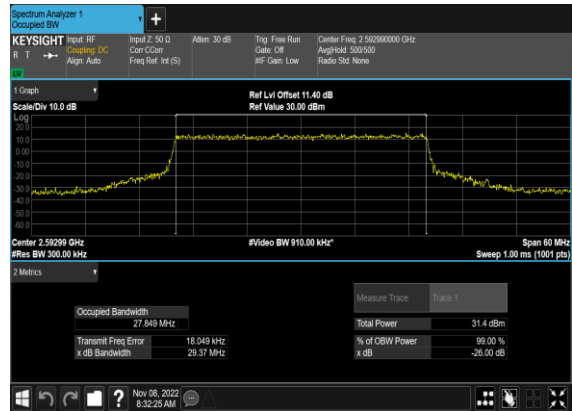 Spectrum Analyzer 1
Occupied BW
+
KEYSIGHT Input: RF Input Z: 50 Ω Atten: 30 dB Trig: Free Run Center Freq: 2.592990000 GHz
R T Coupling: DC Corr CCorr Gate: Off Avg|Hold: 500/500
Align: Auto Freq Ref: Int (S) #IF Gain: Low Radio Std: None
1 Graph
Ref Lvl Offset 11.40 dB
Scale/Div 10.0 dB Ref Value 30.00 dBm
Log
20.0
10.0
0.00
-10.0
-20.0
-30.0
-40.0
-50.0
-60.0
Center 2.59299 GHz #Video BW 910.00 kHz* Span 60 MHz
#Res BW 300.00 kHz Sweep 1.00 ms (1001 pts)
2 Metrics
Measure Trace Trace 1
Occupied Bandwidth
27.849 MHz Total Power 31.4 dBm
Transmit Freq Error 18.049 kHz % of OBW Power 99.00 %
x dB Bandwidth 29.37 MHz x dB -26.00 dB
? Nov 08, 2022
8:32:25 AM